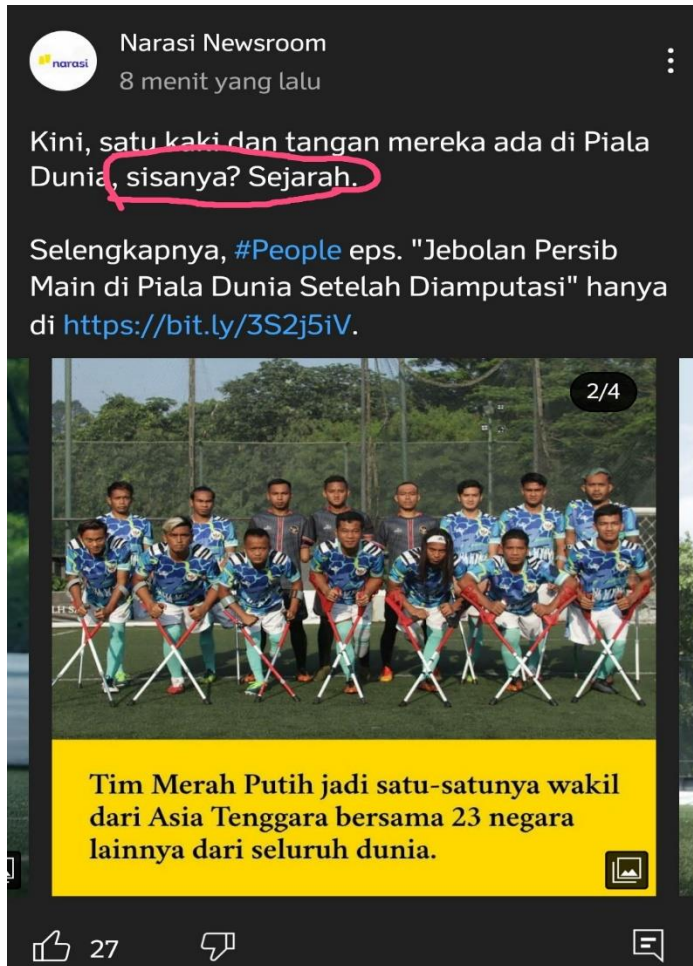 narasi
Narasi Newsroom
8 menit yang lalu
Kini, satu kaki dan tangan mereka ada di Piala
Dunia, sisanya? Sejarah.
Selengkapnya, #People eps. "Jebolan Persib
Main di Piala Dunia Setelah Diamputasi" hanya
di https://bit.ly/3S2j5iV.
2/4
Tim Merah Putih jadi satu-satunya wakil
dari Asia Tenggara bersama 23 negara
lainnya dari seluruh dunia.
27